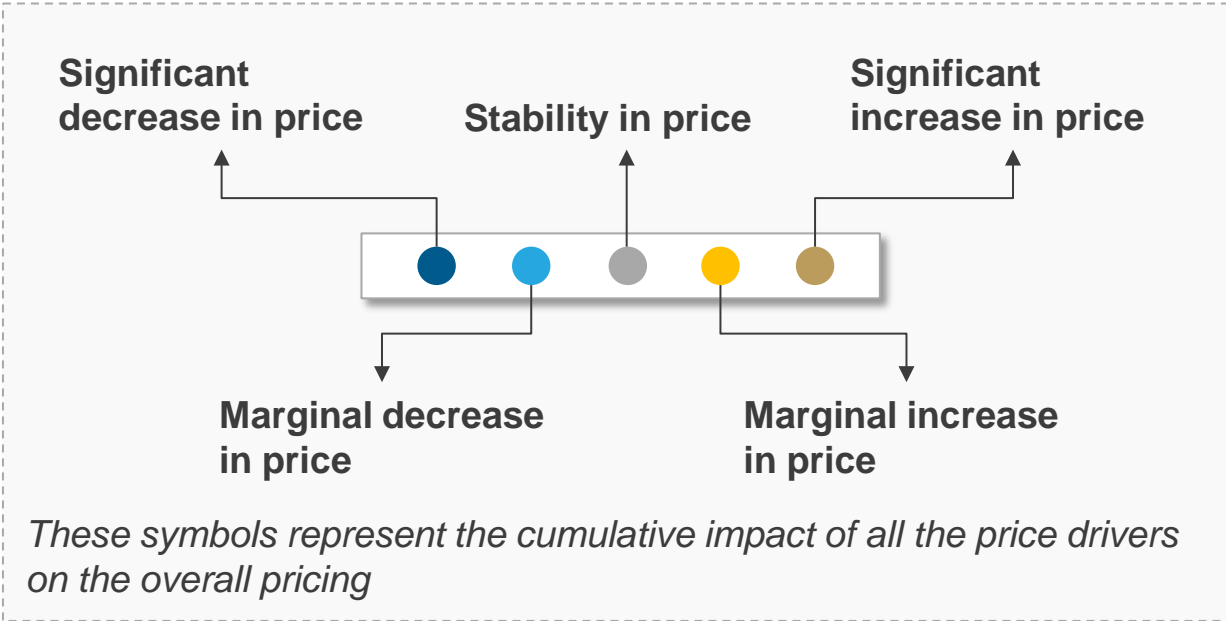 Significant
decrease in price
Stability in price
Significant
increase in price
Marginal decrease
in price
Marginal increase
in price
These symbols represent the cumulative impact of all the price drivers
on the overall pricing